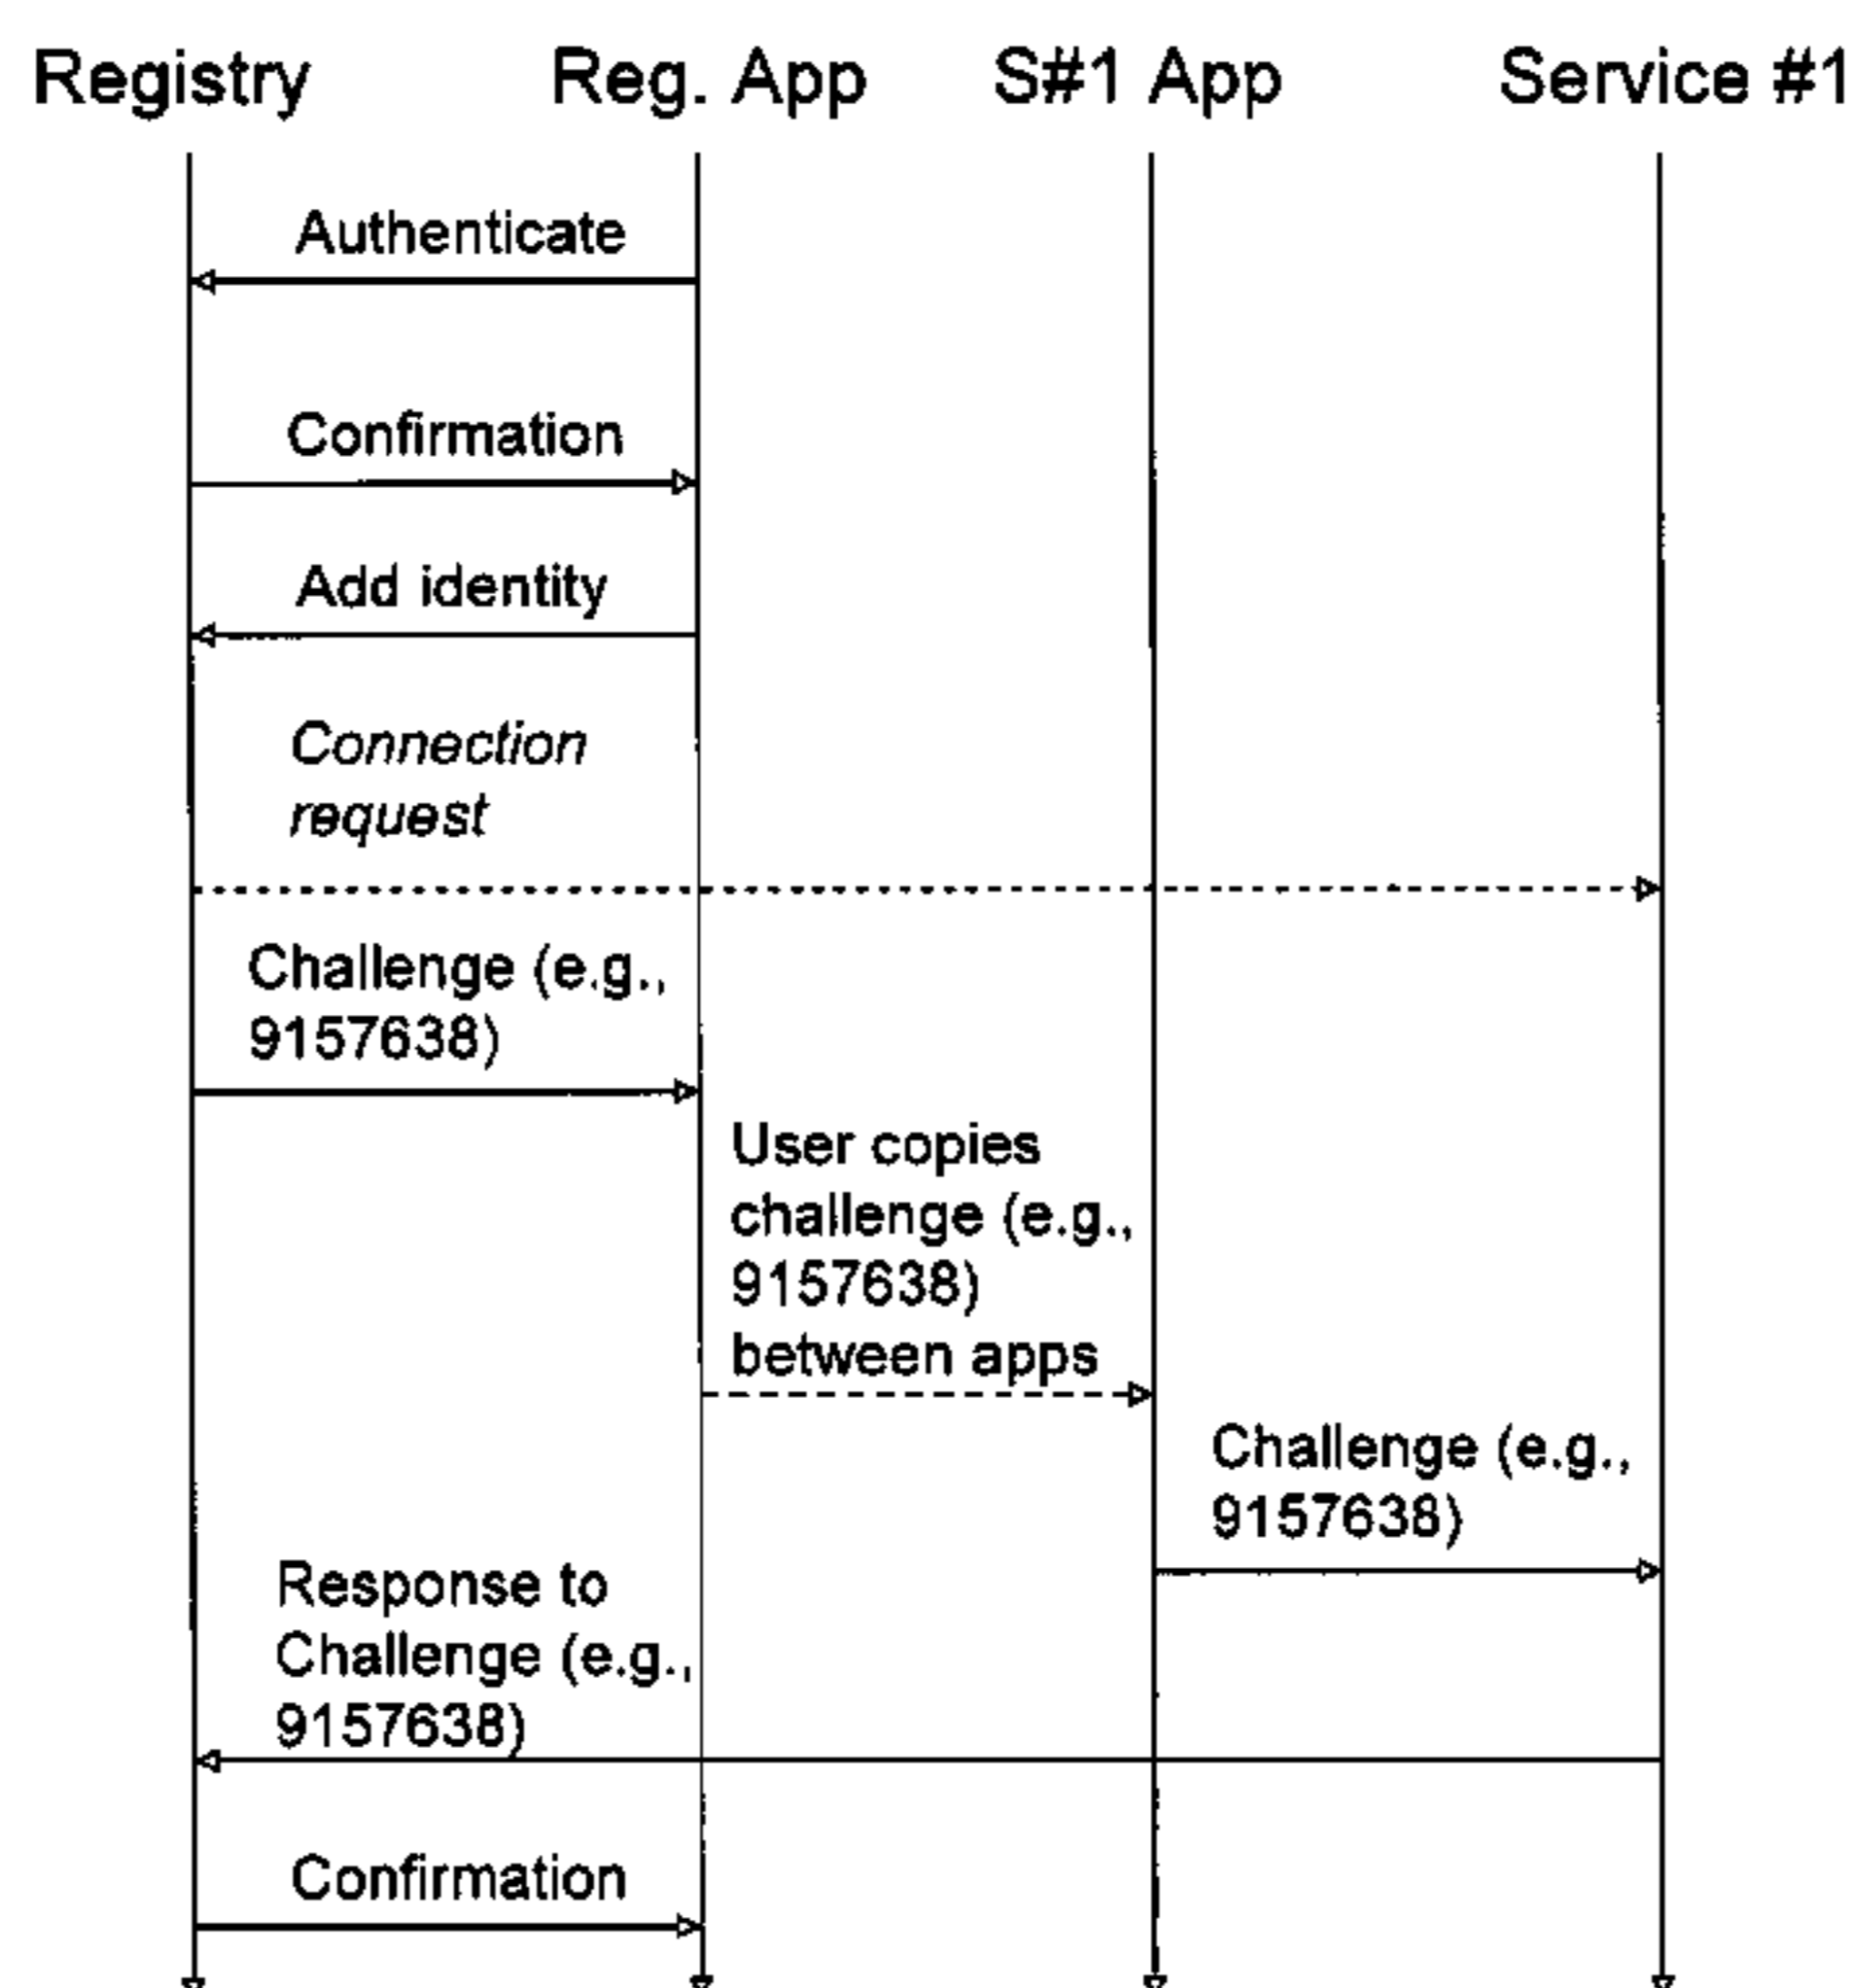 Registry Reg. App S#1 App Service #1
Authenticate
Confirmation
Add identity
Connection
request
Challenge (e.g.,
9157638)
User copies
challenge (e.g.,
9157638)
between apps
Challenge (e.g.,
9157638)
Response to
Challenge (e.g.,
9157638)
Confirmation